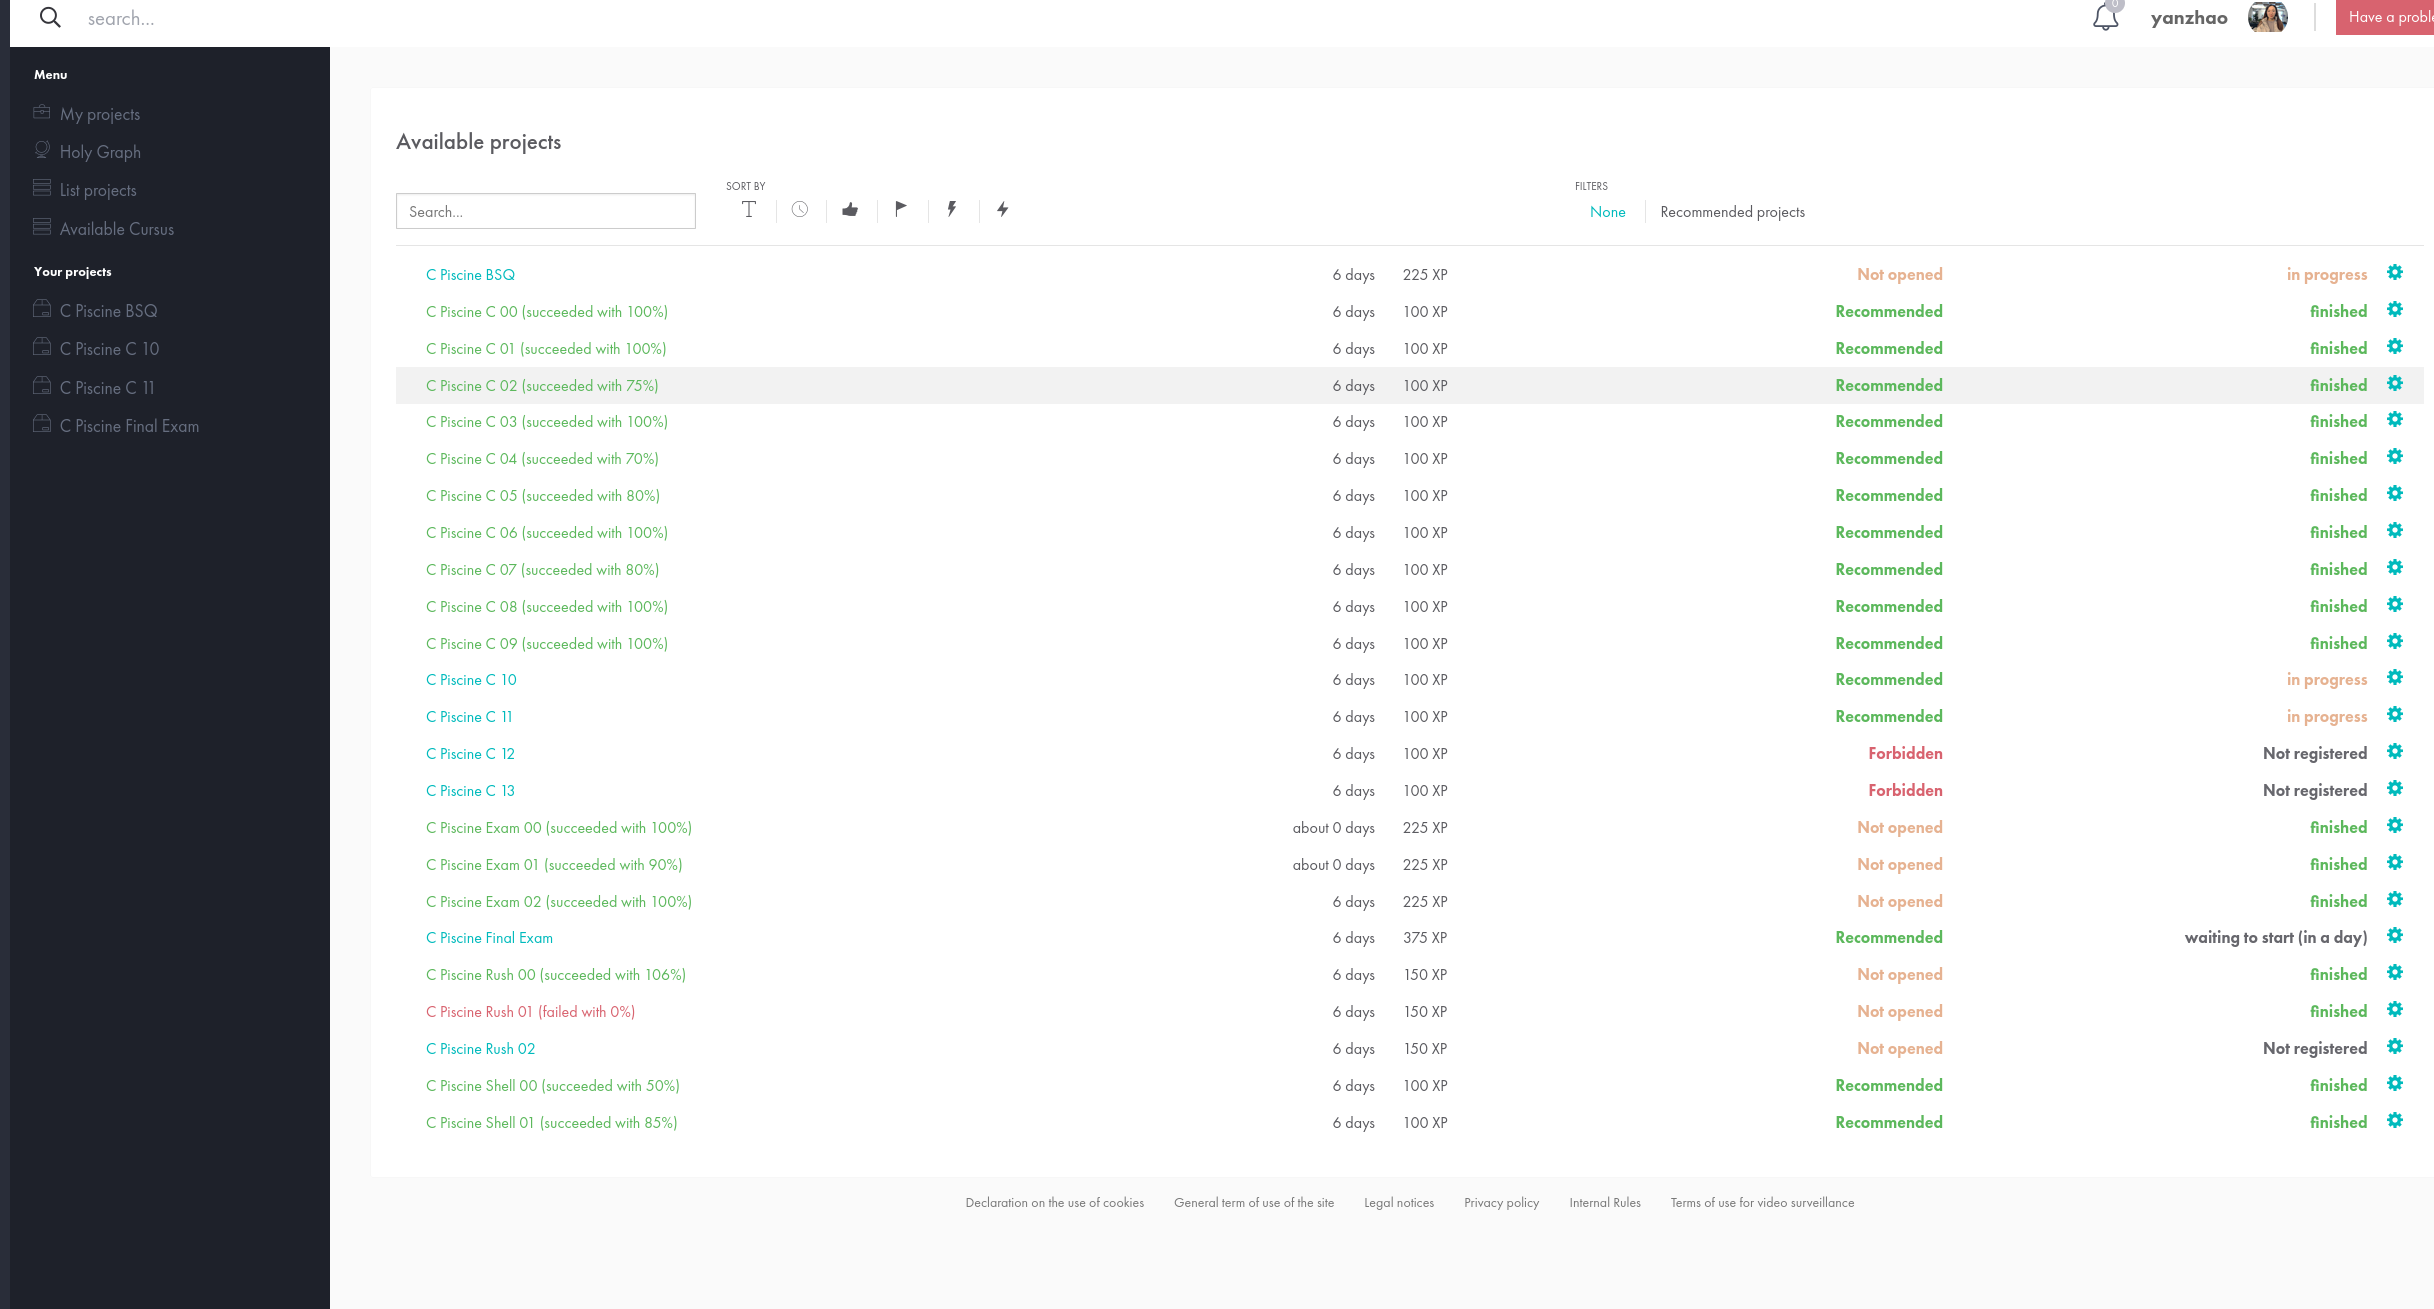 search...
0
yanzhao
Have a proble
Menu
My projects
Holy Graph
List projects
Available Cursus
Your projects
C Piscine BSQ
C Piscine C 10
C Piscine C 11
C Piscine Final Exam
Available projects
SORT BY
FILTERS
Search...
None
Recommended projects
C Piscine BSQ 6 days 225 XP Not opened in progress
C Piscine C 00 (succeeded with 100%) 6 days 100 XP Recommended finished
C Piscine C 01 (succeeded with 100%) 6 days 100 XP Recommended finished
C Piscine C 02 (succeeded with 75%) 6 days 100 XP Recommended finished
C Piscine C 03 (succeeded with 100%) 6 days 100 XP Recommended finished
C Piscine C 04 (succeeded with 70%) 6 days 100 XP Recommended finished
C Piscine C 05 (succeeded with 80%) 6 days 100 XP Recommended finished
C Piscine C 06 (succeeded with 100%) 6 days 100 XP Recommended finished
C Piscine C 07 (succeeded with 80%) 6 days 100 XP Recommended finished
C Piscine C 08 (succeeded with 100%) 6 days 100 XP Recommended finished
C Piscine C 09 (succeeded with 100%) 6 days 100 XP Recommended finished
C Piscine C 10 6 days 100 XP Recommended in progress
C Piscine C 11 6 days 100 XP Recommended in progress
C Piscine C 12 6 days 100 XP Forbidden Not registered
C Piscine C 13 6 days 100 XP Forbidden Not registered
C Piscine Exam 00 (succeeded with 100%) about 0 days 225 XP Not opened finished
C Piscine Exam 01 (succeeded with 90%) about 0 days 225 XP Not opened finished
C Piscine Exam 02 (succeeded with 100%) 6 days 225 XP Not opened finished
C Piscine Final Exam 6 days 375 XP Recommended waiting to start (in a day)
C Piscine Rush 00 (succeeded with 106%) 6 days 150 XP Not opened finished
C Piscine Rush 01 (failed with 0%) 6 days 150 XP Not opened finished
C Piscine Rush 02 6 days 150 XP Not opened Not registered
C Piscine Shell 00 (succeeded with 50%) 6 days 100 XP Recommended finished
C Piscine Shell 01 (succeeded with 85%) 6 days 100 XP Recommended finished
Declaration on the use of cookies General term of use of the site Legal notices Privacy policy Internal Rules Terms of use for video surveillance